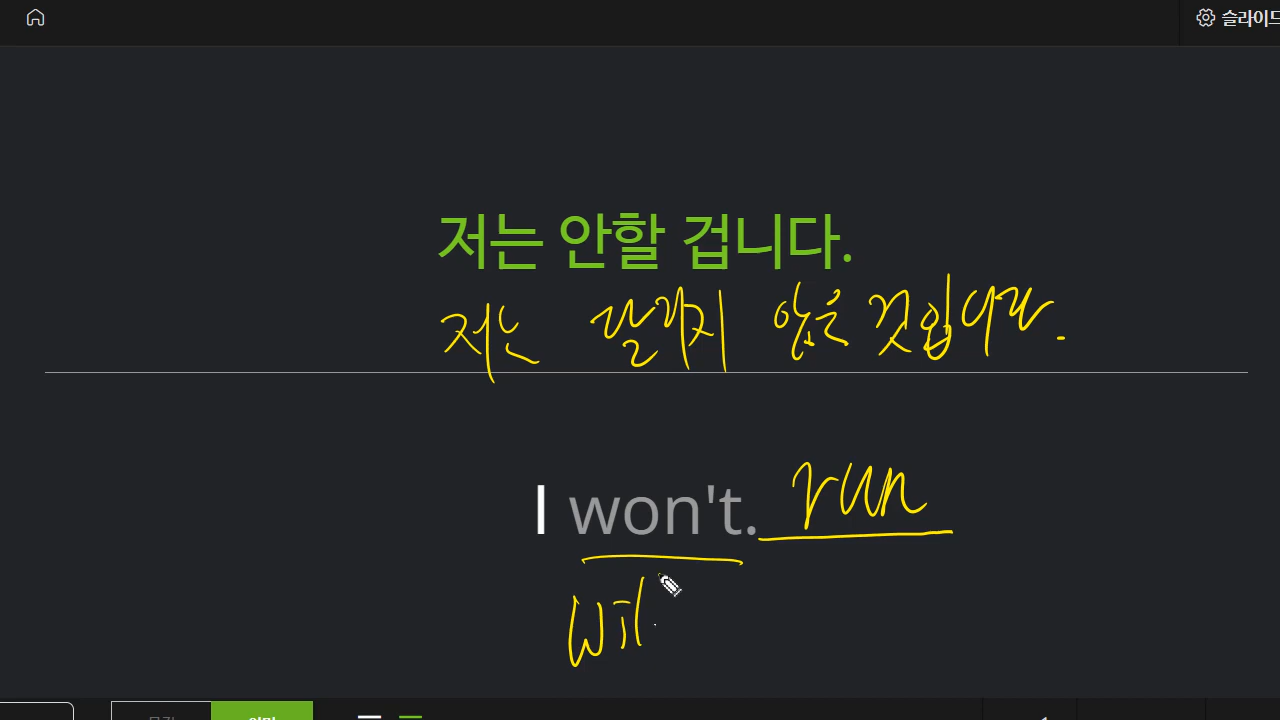 슬라이드
저는 안할 겁니다.
저는 달리지 않을 것입니다.
I won't. run
wil